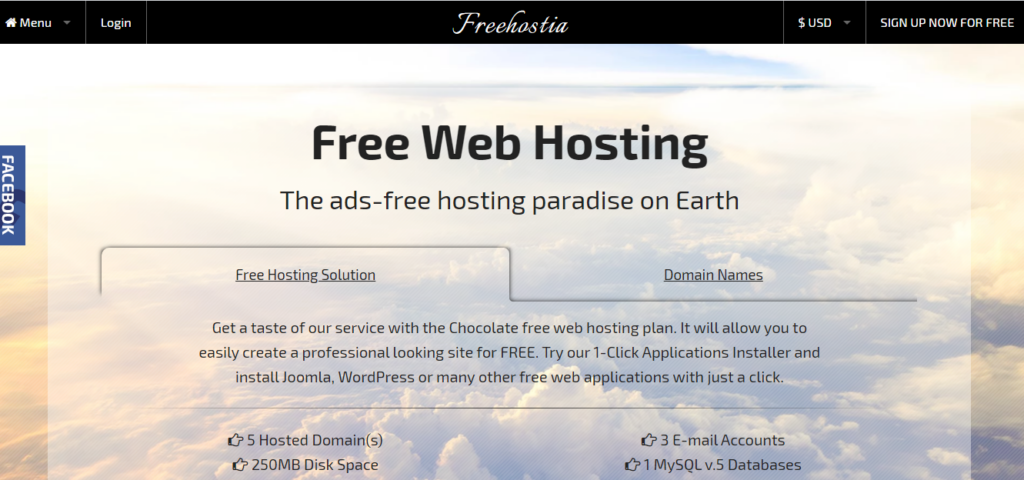 Menu
Login
Freehostia
$ USD
SIGN UP NOW FOR FREE
FACEBOOK
Free Web Hosting
The ads-free hosting paradise on Earth
Free Hosting Solution
Domain Names
Get a taste of our service with the Chocolate free web hosting plan. It will allow you to
easily create a professional looking site for FREE. Try our 1-Click Applications Installer and
install Joomla, WordPress or many other free web applications with just a click.
5 Hosted Domain(s)
3 E-mail Accounts
250MB Disk Space
1 MySQL v.5 Databases